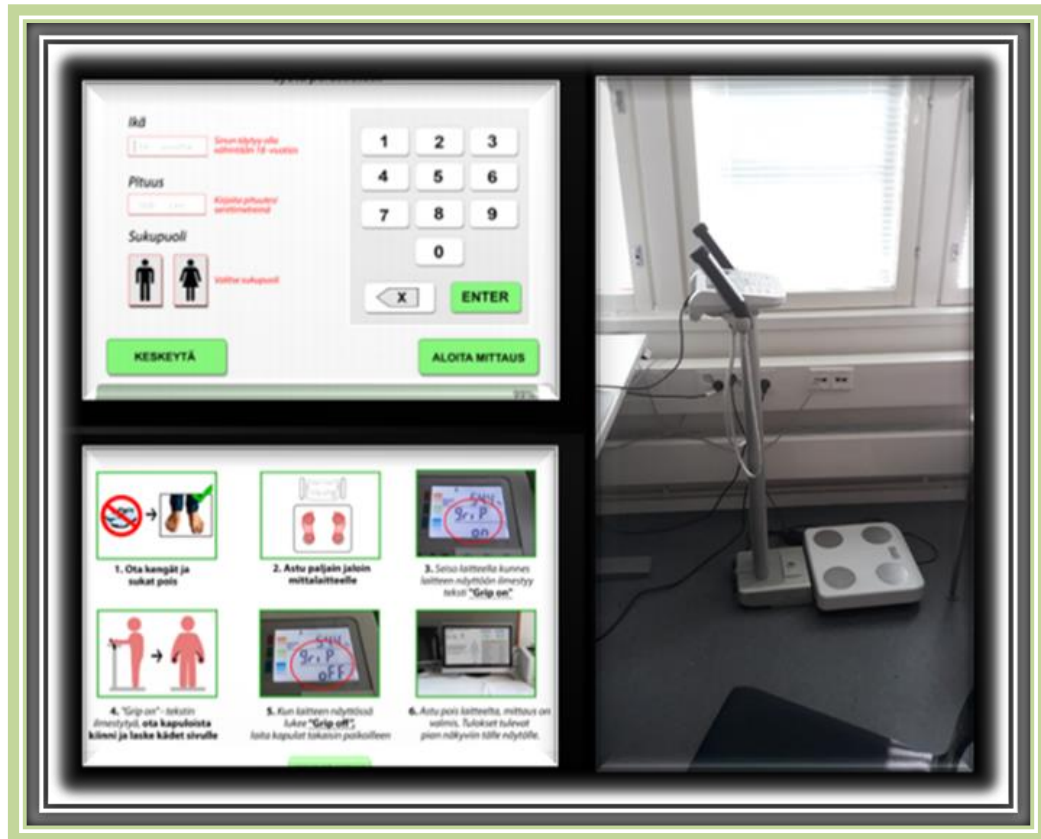 Ikä
Sinun täytyy olla
vähintään 18 -vuotias
Pituus
Kirjoita pituutesi
senttimetreinä
Sukupuoli
Valitse sukupuoli
1 2 3
4 5 6
7 8 9
0
X ENTER
KESKEYTÄ
ALOITA MITTAUS
93%
1. Ota kengät ja
sukat pois
2. Astu paljain jaloin
mittalaitteelle
544
griP
on
3. Seiso laitteella kunnes
laitteen näyttöön ilmestyy
teksti "Grip on"
4. "Grip on"- tekstin
ilmestytyä, ota kapuloista
kiinni ja laske kädet sivulle
544
griP
oFF
5. Kun laitteen näytössä
lukee "Grip off",
laita kapulat takaisin paikoilleen
6. Astu pois laitteelta, mittaus on
valmis. Tulokset tulevat
pian näkyviin tälle näytölle.